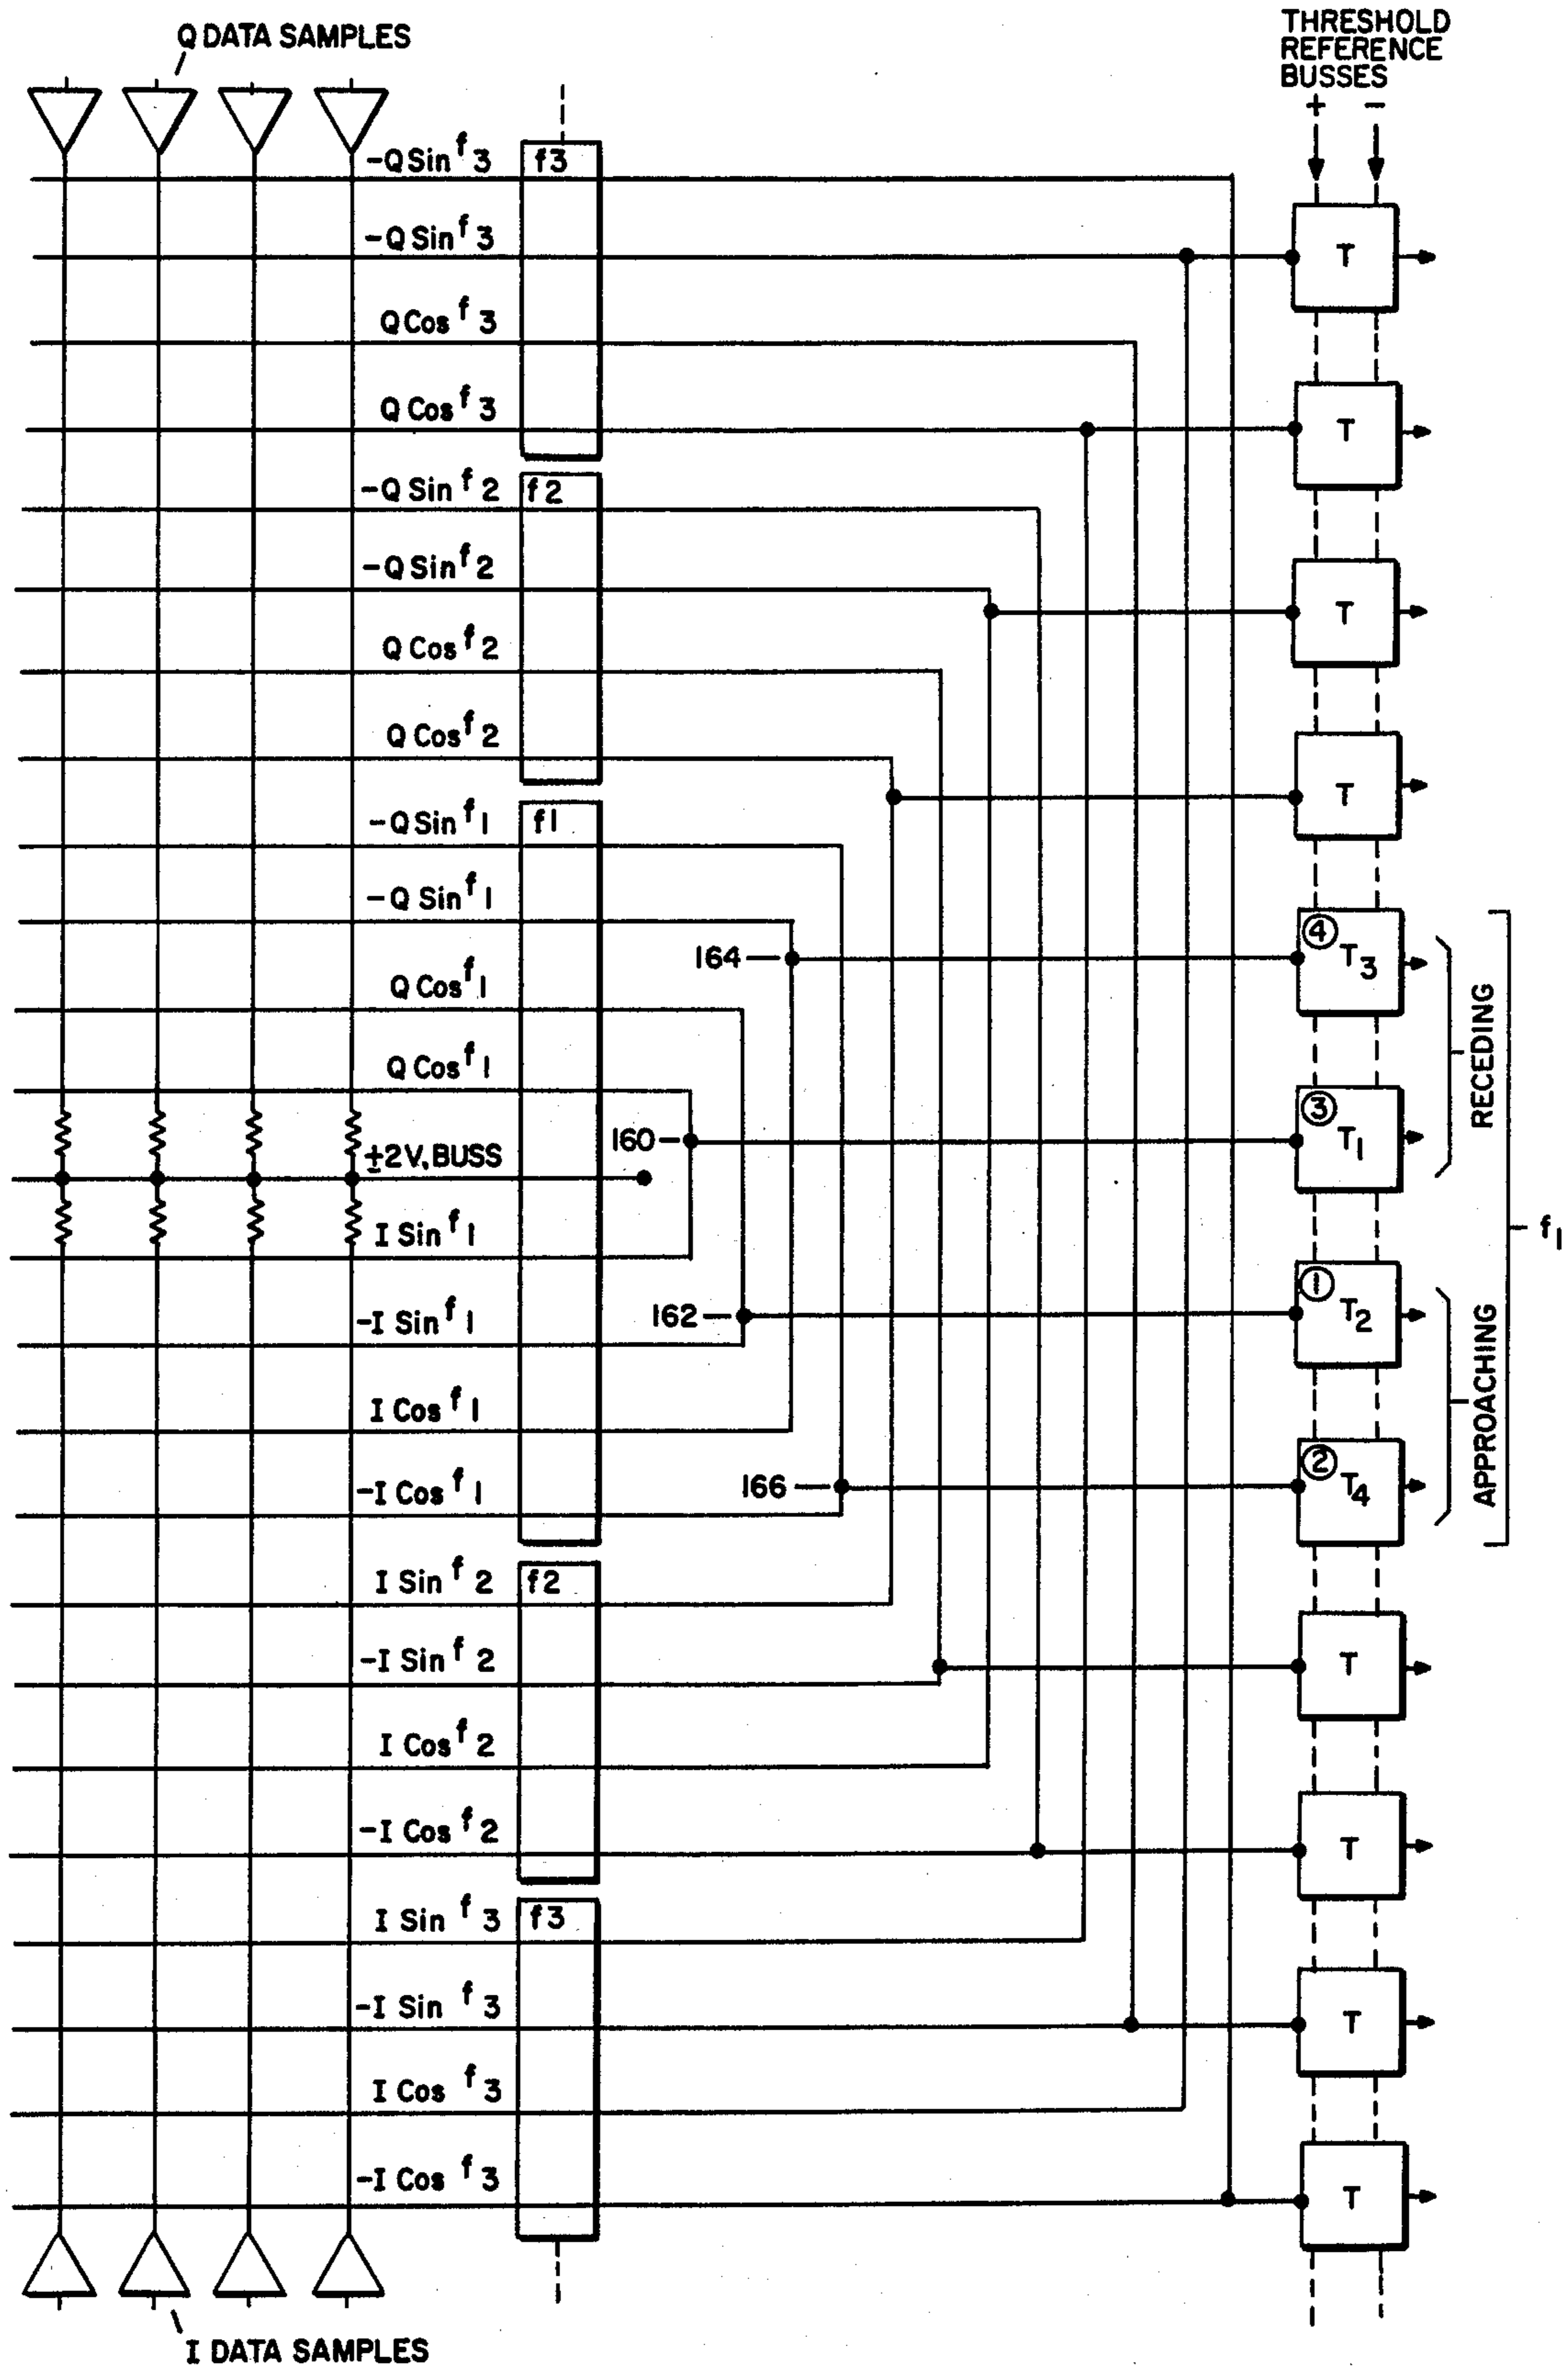 Q DATA SAMPLES
THRESHOLD
REFERENCE
BUSSES
+ −
-Q Sin f 3
f3
-Q Sin f 3
T
Q Cos f 3
Q Cos f 3
T
-Q Sin f 2
f2
-Q Sin f 2
T
Q Cos f 2
Q Cos f 2
T
-Q Sin f 1
f1
-Q Sin f 1
164
④ T3
Q Cos f 1
RECEDING
Q Cos f 1
160
③ T1
±2V. BUSS
I Sin f 1
f1
-I Sin f 1
162
① T2
APPROACHING
I Cos f 1
-I Cos f 1
166
② T4
I Sin f 2
f2
-I Sin f 2
T
I Cos f 2
-I Cos f 2
T
I Sin f 3
f3
-I Sin f 3
T
I Cos f 3
-I Cos f 3
T
I DATA SAMPLES